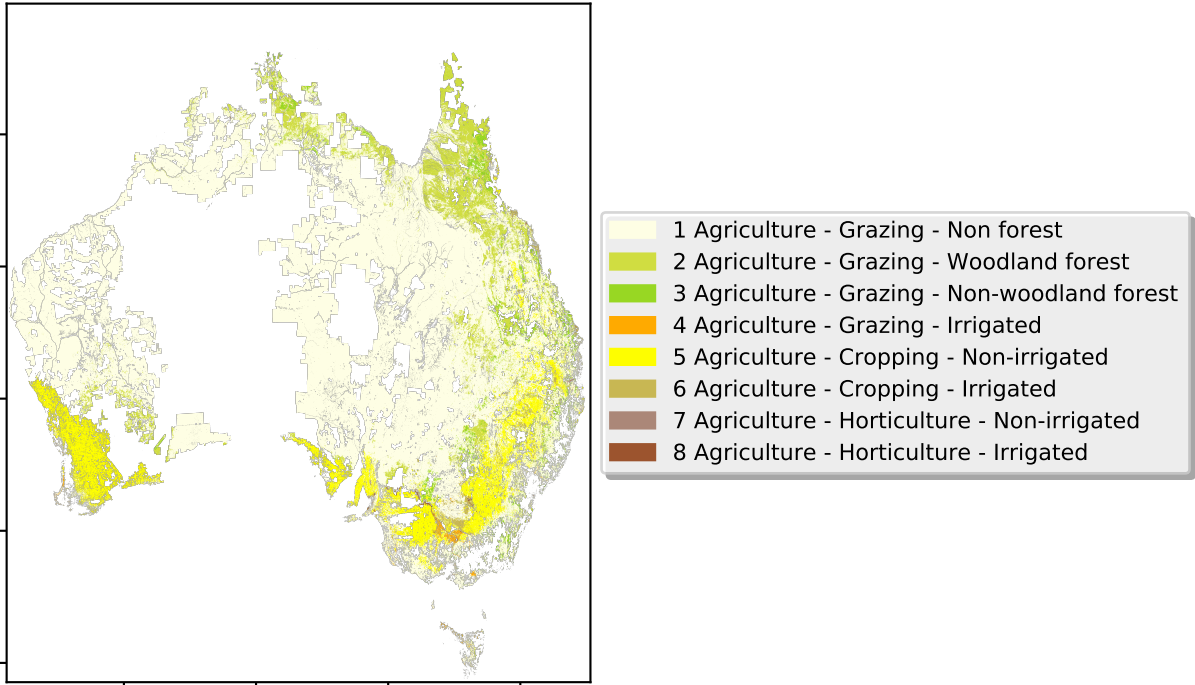 1 Agriculture - Grazing - Non forest
2 Agriculture - Grazing - Woodland forest
3 Agriculture - Grazing - Non-woodland forest
4 Agriculture - Grazing - Irrigated
5 Agriculture - Cropping - Non-irrigated
6 Agriculture - Cropping - Irrigated
7 Agriculture - Horticulture - Non-irrigated
8 Agriculture - Horticulture - Irrigated